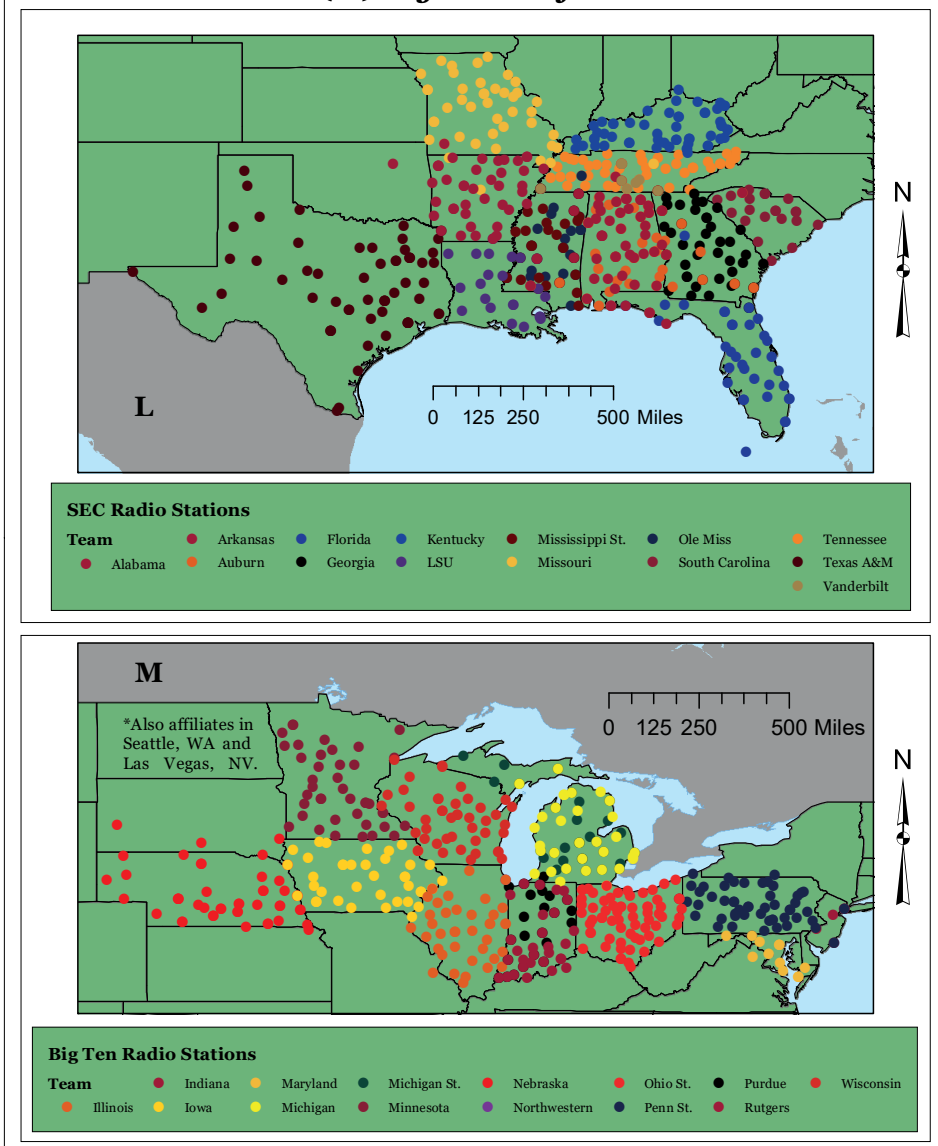 N
L
0 125 250 500 Miles
SEC Radio Stations
Team Arkansas Florida Kentucky Mississippi St. Ole Miss Tennessee
Alabama Auburn Georgia LSU Missouri South Carolina Texas A&M
Vanderbilt
M
*Also affiliates in
Seattle, WA and
Las Vegas, NV.
0 125 250 500 Miles
N
Big Ten Radio Stations
Team Indiana Maryland Michigan St. Nebraska Ohio St. Purdue Wisconsin
Illinois Iowa Michigan Minnesota Northwestern Penn St. Rutgers